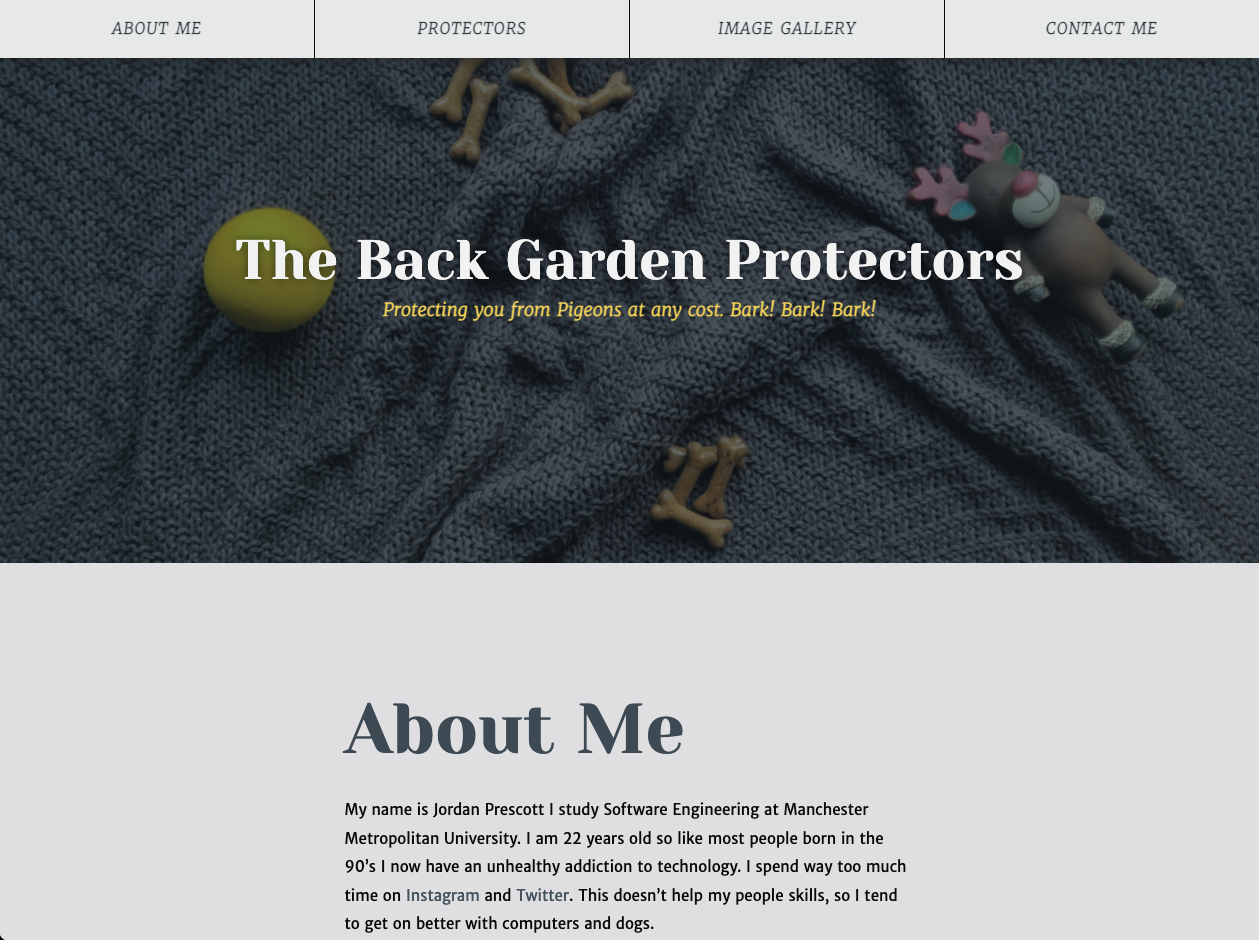 ABOUT ME
PROTECTORS
IMAGE GALLERY
CONTACT ME
The Back Garden Protectors
Protecting you from Pigeons at any cost. Bark! Bark! Bark!
About Me
My name is Jordan Prescott I study Software Engineering at Manchester
Metropolitan University. I am 22 years old so like most people born in the
90’s I now have an unhealthy addiction to technology. I spend way too much
time on Instagram and Twitter. This doesn’t help my people skills, so I tend
to get on better with computers and dogs.